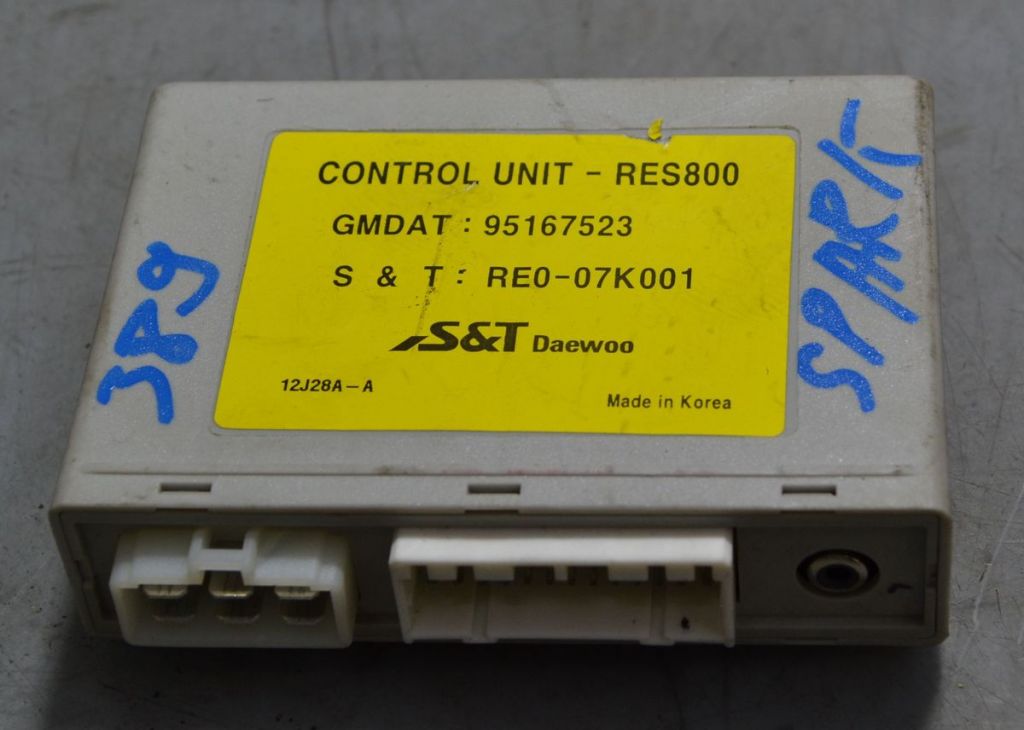 CONTROL UNIT - RES800
GMDAT : 95167523
S & T : RE0-07K001
S&T Daewoo
12J28A-A
Made in Korea
389
SPARK